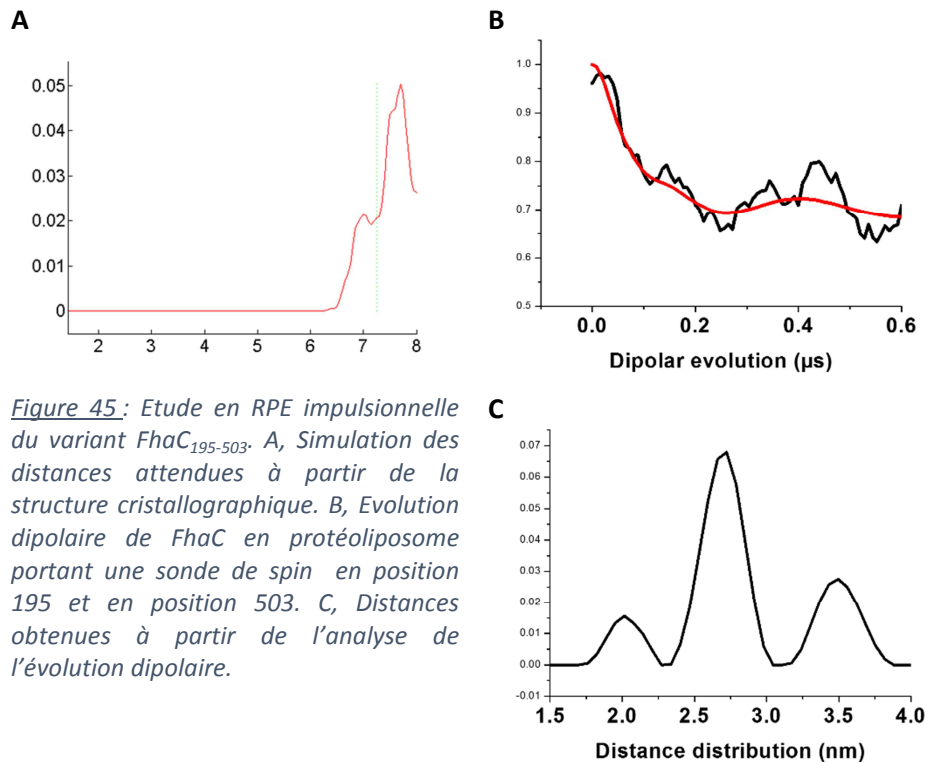 A
0.05
0.04
0.03
0.02
0.01
0
2 3 4 5 6 7 8
B
1.0
0.9
0.8
0.7
0.6
0.5
0.0 0.2 0.4 0.6
Dipolar evolution (µs)
Figure 45 : Etude en RPE impulsionnelle
du variant FhaC195-503. A, Simulation des
distances attendues à partir de la
structure cristallographique. B, Evolution
dipolaire de FhaC en protéoliposome
portant une sonde de spin en position
195 et en position 503. C, Distances
obtenues à partir de l'analyse de
l'évolution dipolaire.
C
0.07
0.06
0.05
0.04
0.03
0.02
0.01
0.00
-0.01
1.5 2.0 2.5 3.0 3.5 4.0
Distance distribution (nm)